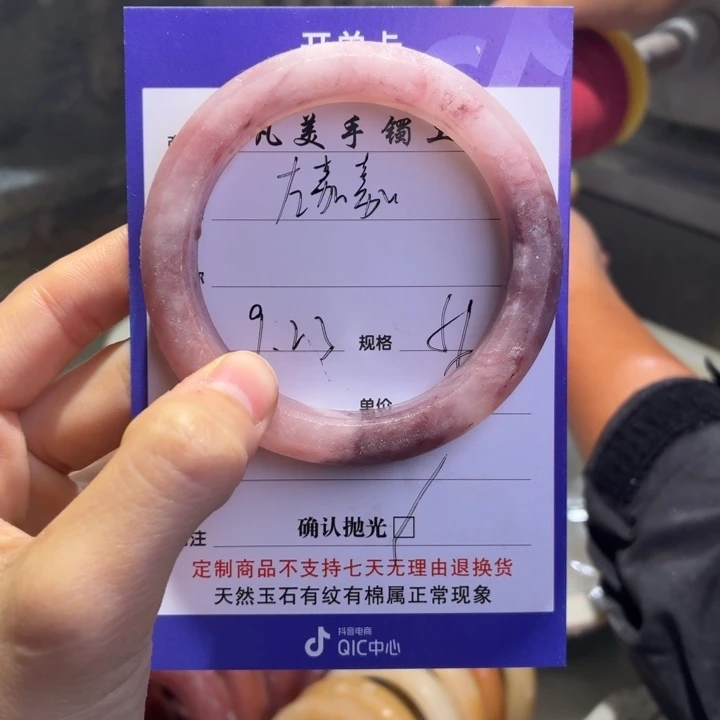 开单卡
美手镯
左嘉嘉
9.23 规格
单价
注 确认抛光
定制商品不支持七天无理由退换货
天然玉石有纹有棉属正常现象
抖音电商
QIC中心